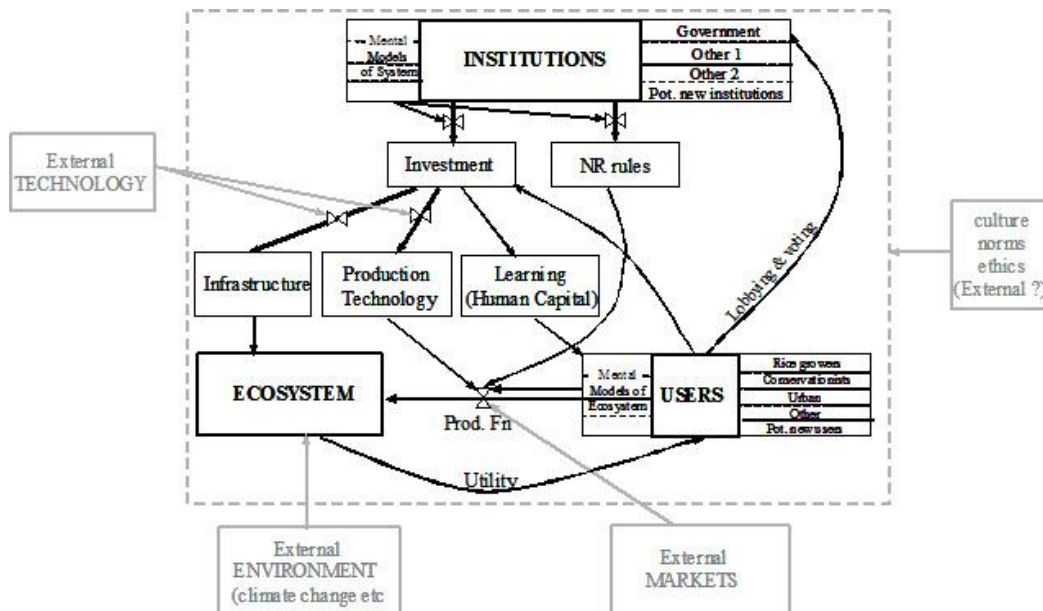 Mental
Models
of System
INSTITUTIONS
Government
Other 1
Other 2
Pot. new institutions
External
TECHNOLOGY
Investment
NR rules
culture
norms
ethics
(External ?)
Lobbying & voting
Infrastructure
Production
Technology
Learning
(Human Capital)
ECOSYSTEM
Prod. Fn
Mental
Models of
Ecosystem
USERS
Rice growers
Conservationists
Urban
Other
Pot. new users
Utility
External
ENVIRONMENT
(climate change etc
External
MARKETS